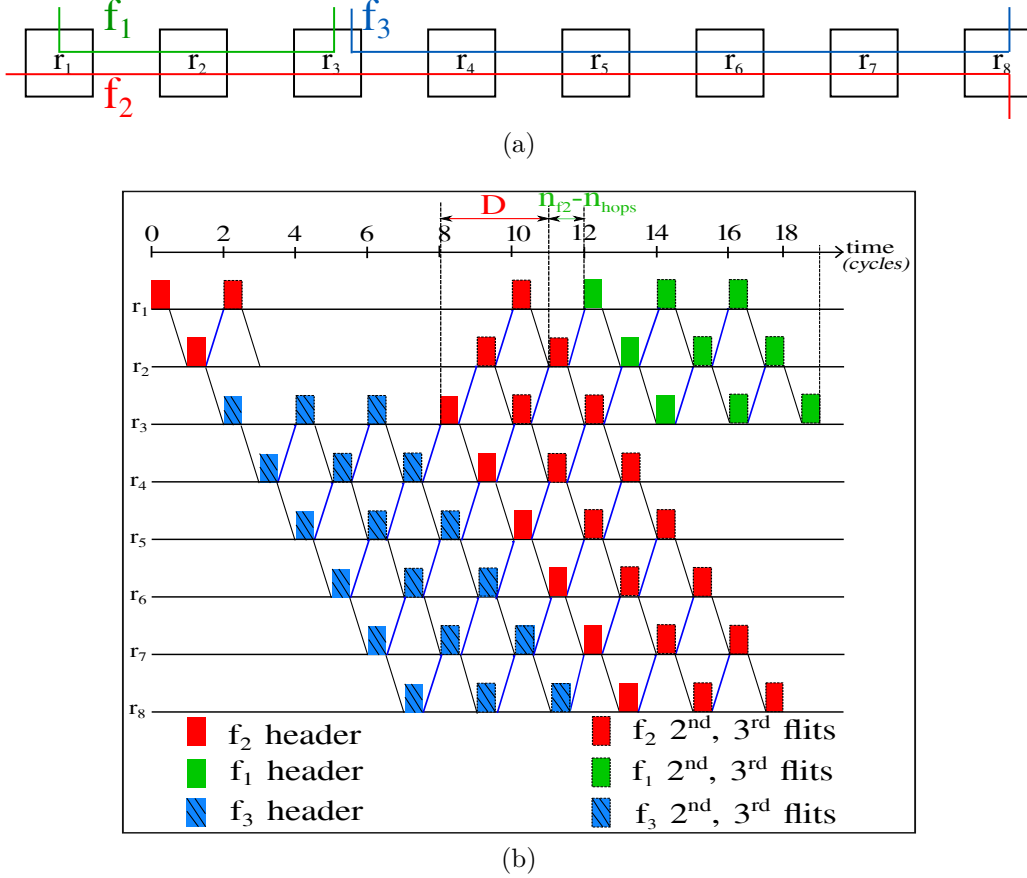 f₁ f₃
r₁ r₂ r₃ r₄ r₅ r₆ r₇ r₈
f₂
(a)
D n_f2-n_hops
0 2 4 6 8 10 12 14 16 18 time
(cycles)
r₁
r₂
r₃
r₄
r₅
r₆
r₇
r₈
f₂ header f₂ 2ⁿᵈ, 3ʳᵈ flits
f₁ header f₁ 2ⁿᵈ, 3ʳᵈ flits
f₃ header f₃ 2ⁿᵈ, 3ʳᵈ flits
(b)